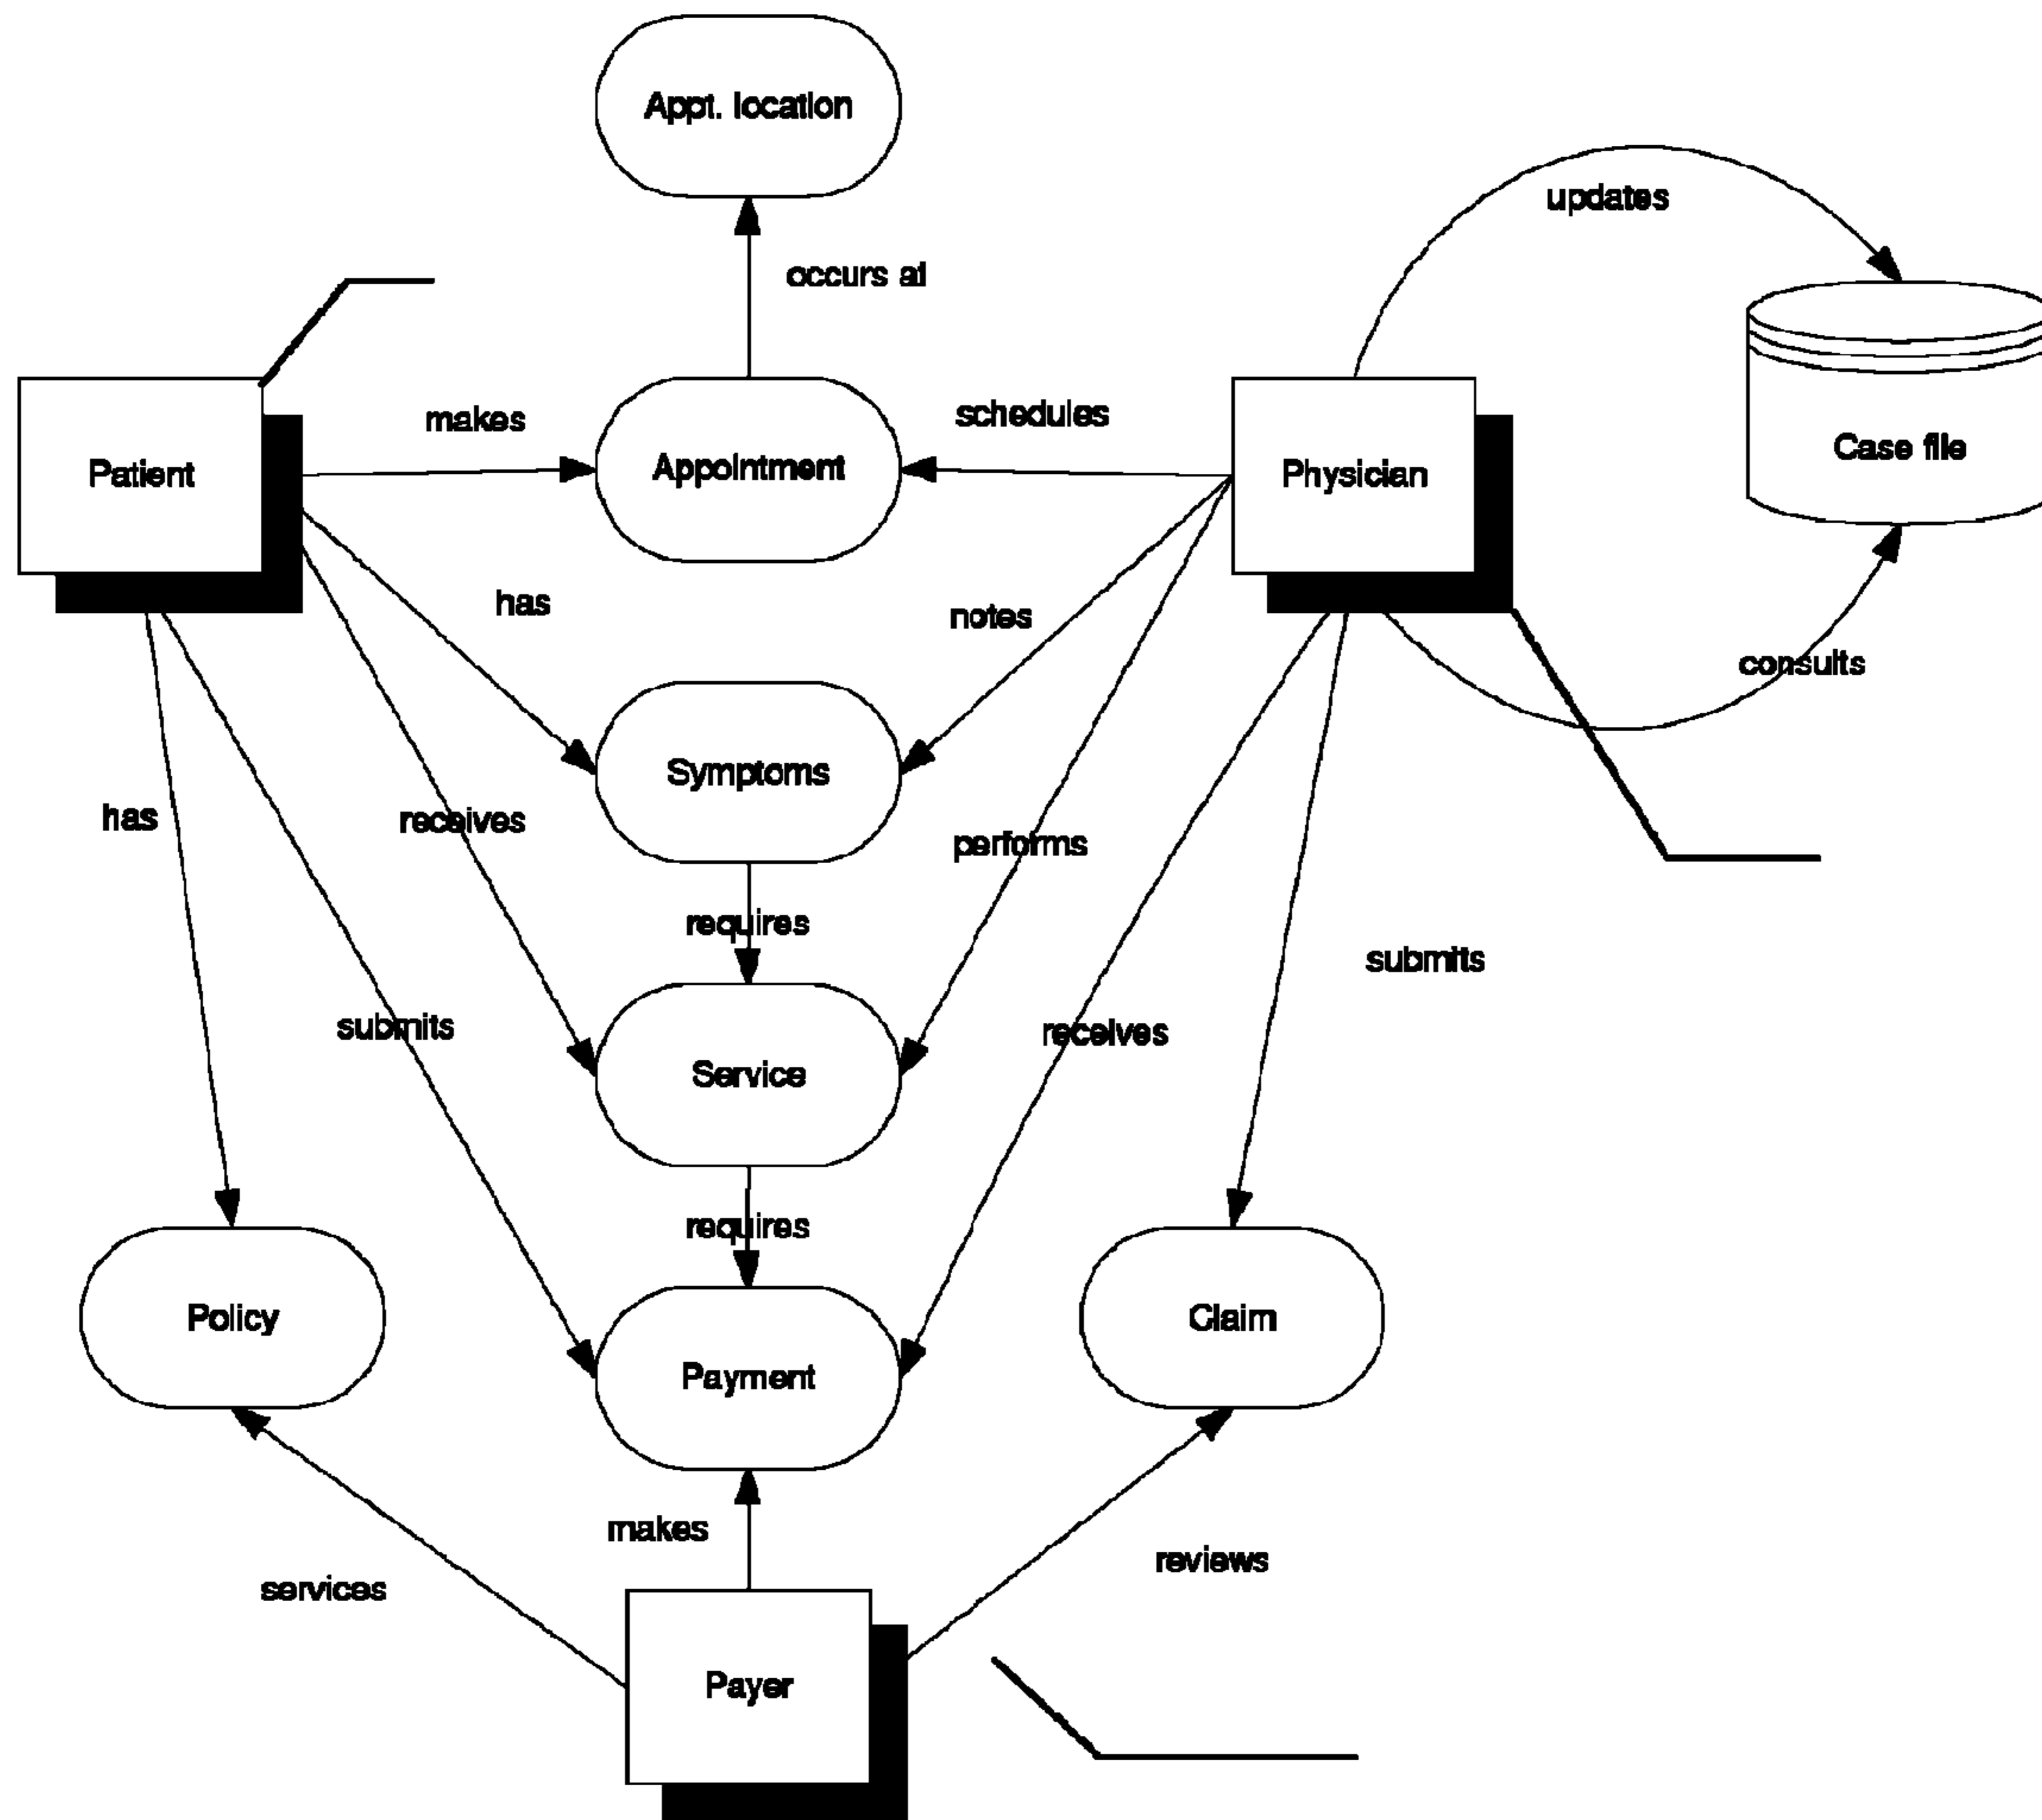 Appt. location
updates
occurs at
makes
schedules
Patient
Appointment
Physician
Case file
has
notes
consults
Symptoms
has
receives
performs
requires
submits
submits
receives
Service
requires
Policy
Claim
Payment
makes
reviews
services
Payer